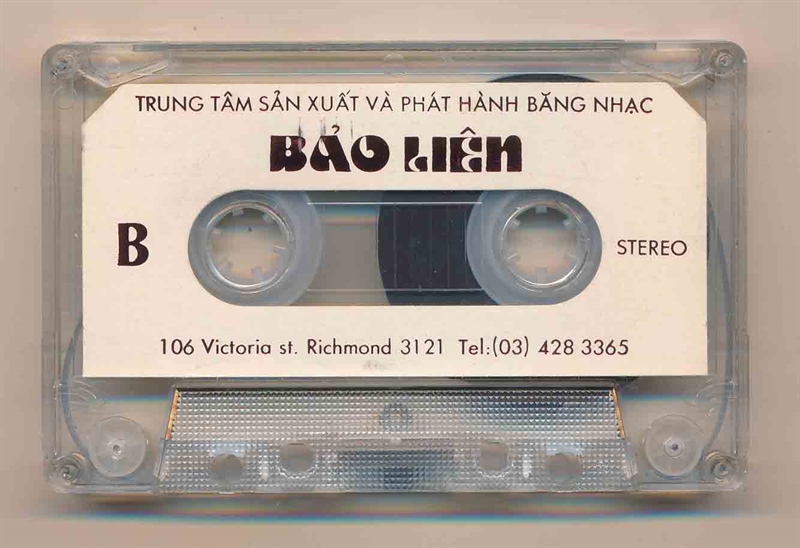 TRUNG TÂM SẢN XUẤT VÀ PHÁT HÀNH BĂNG NHẠC
BẢO LIÊN
B
STEREO
106 Victoria st. Richmond 3121 Tel:(03) 428 3365